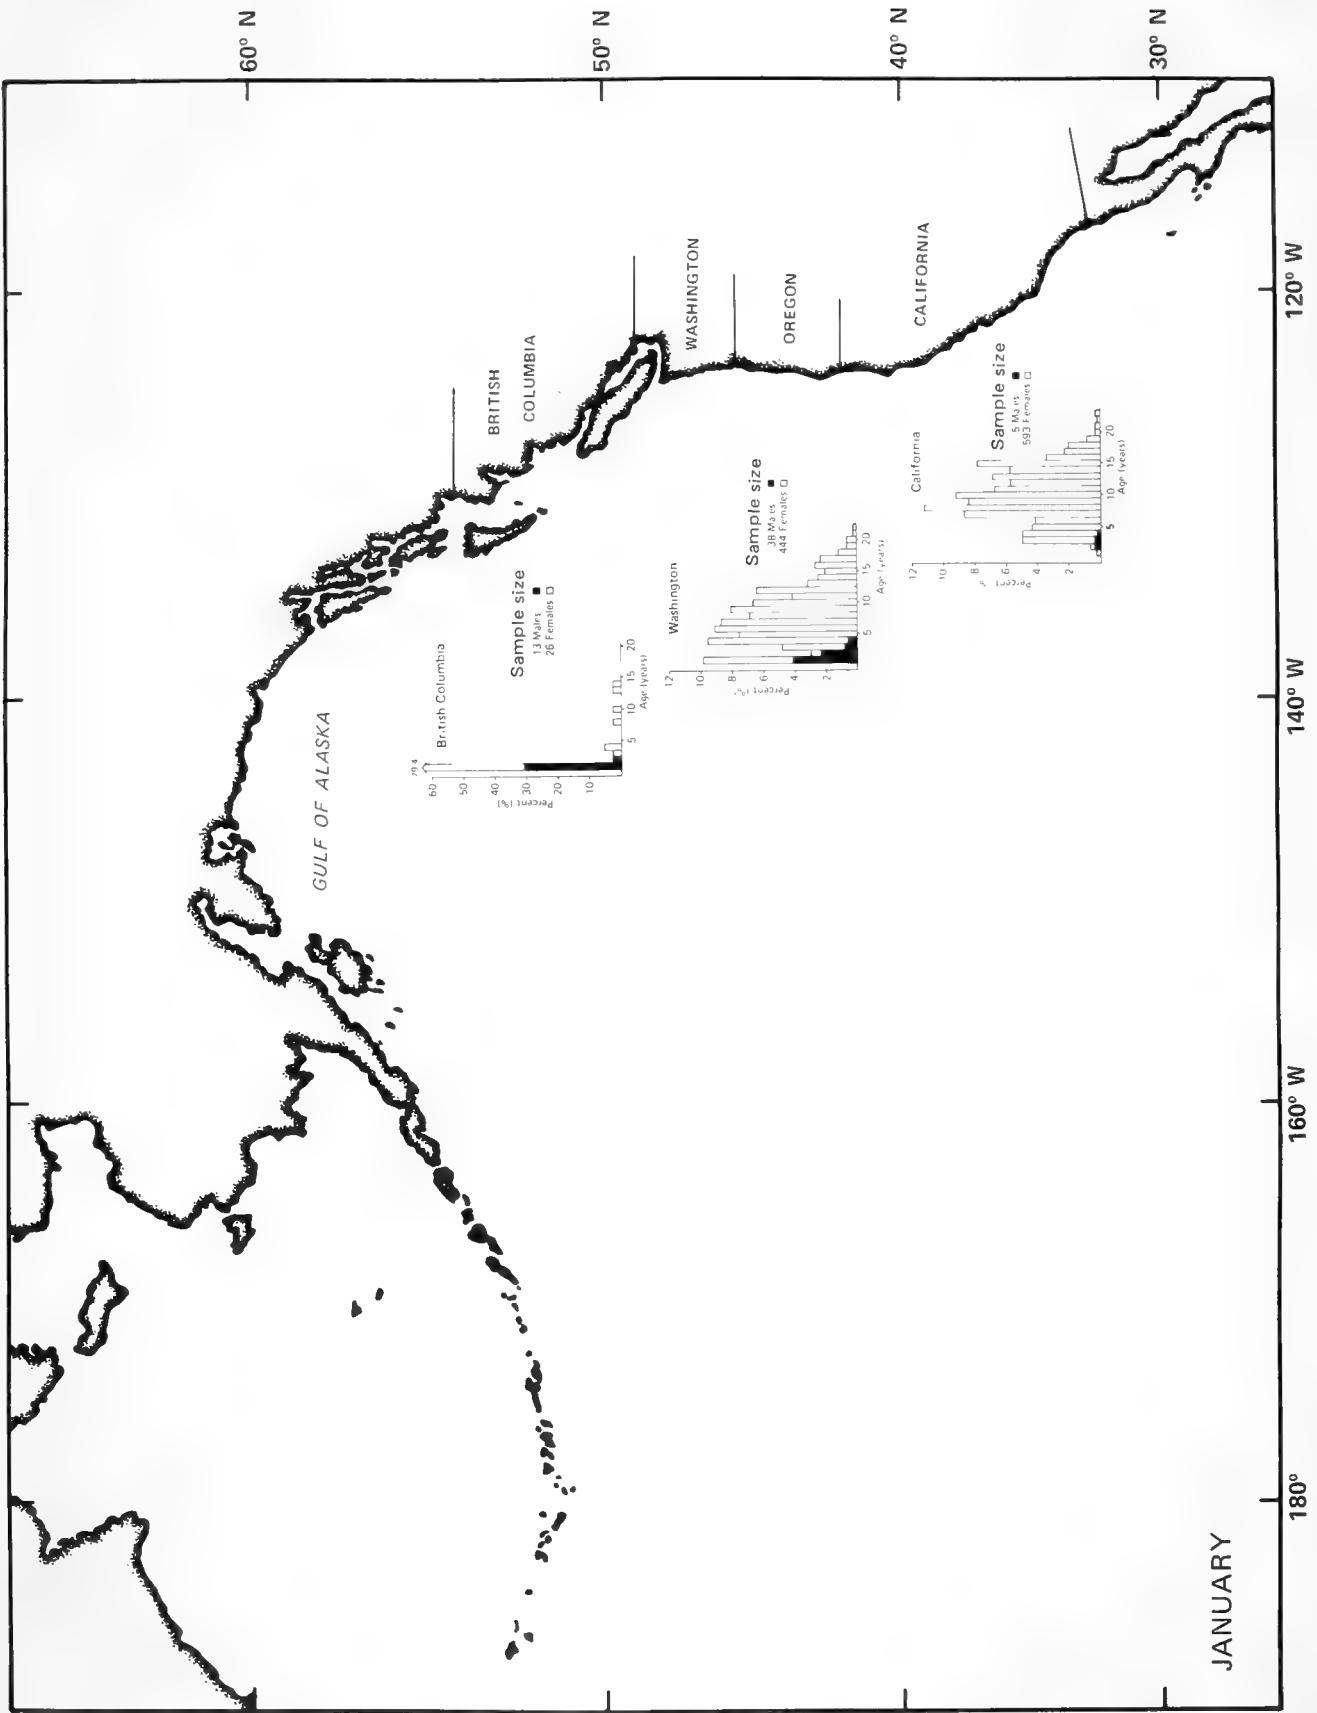 60° N
50° N
40° N
30° N
120° W
140° W
160° W
180°
GULF OF ALASKA
BRITISH
COLUMBIA
WASHINGTON
OREGON
CALIFORNIA
British Columbia
79.4
60
50
40
30
20
10
Percent (%)
5
10
15
20
Age (years)
Sample size
13 Males
26 Females
Washington
12
10
8
6
4
2
Percent
5
10
15
20
Age (years)
Sample size
38 Males
444 Females
California
12
10
8
6
4
2
Percent
5
10
15
20
Age (years)
Sample size
5 Males
593 Females
JANUARY